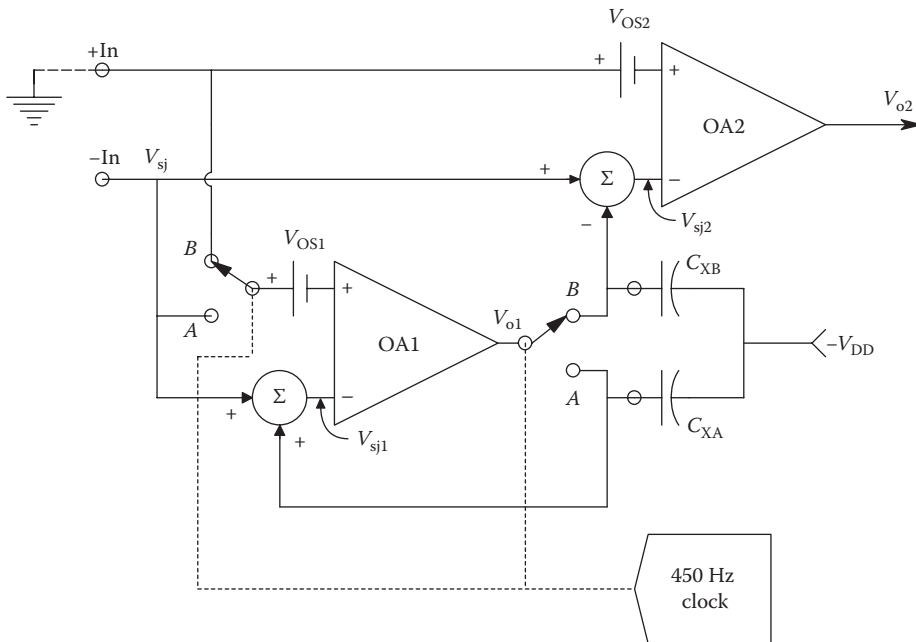 V_OS2
+In
+
+
V_o2
OA2
−In
V_sj
+
Σ
−
V_sj2
−
B
V_OS1
C_XB
+
+
B
V_o1
A
OA1
−V_DD
A
Σ
−
+
C_XA
V_sj1
+
450 Hz
clock